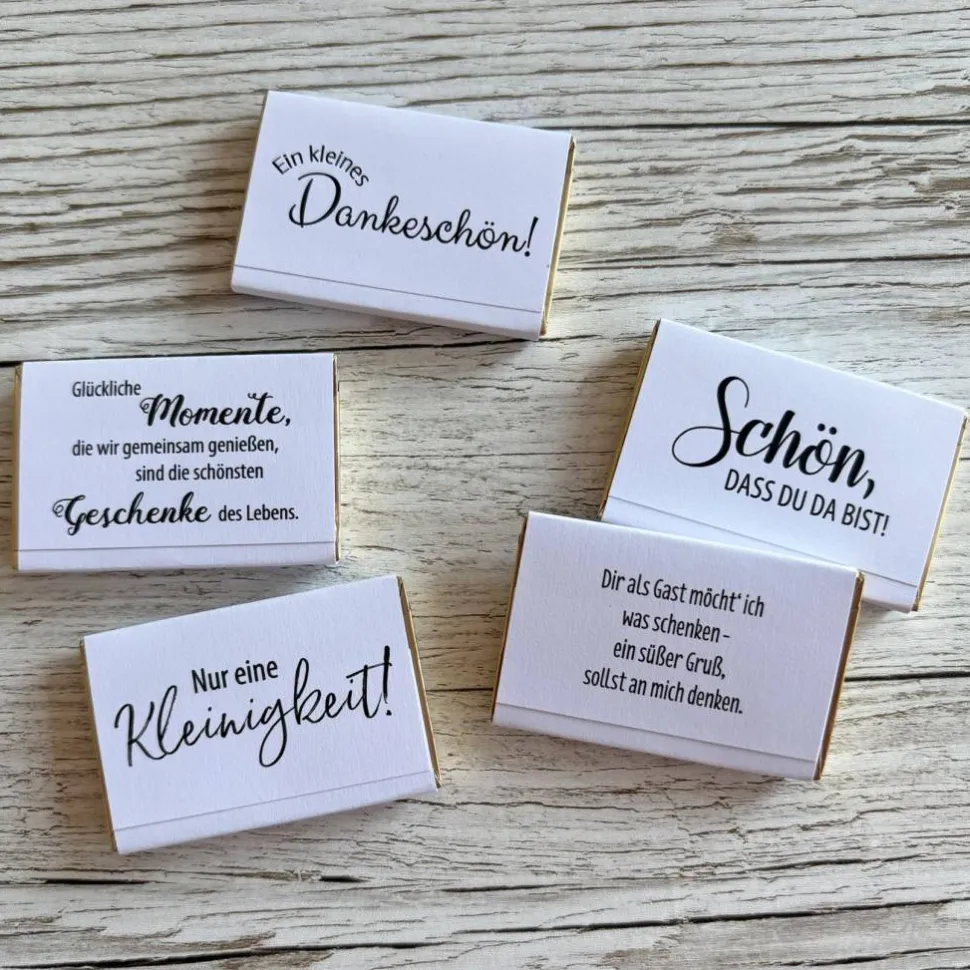 Ein kleines
Dankeschön!
Glückliche
Momente,
die wir gemeinsam genießen,
sind die schönsten
Geschenke des Lebens.
Schön,
DASS DU DA BIST!
Dir als Gast möcht' ich
was schenken –
ein süßer Gruß,
sollst an mich denken.
Nur eine
Kleinigkeit!